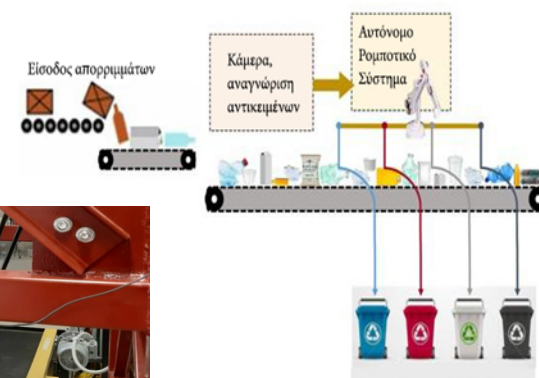 Είσοδος απορριμμάτων
Κάμερα,
αναγνώριση
αντικειμένων
Αυτόνομο
Ρομποτικό
Σύστημα